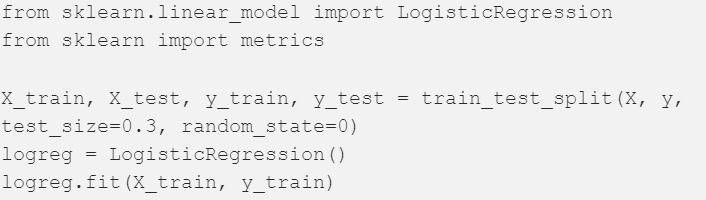 from sklearn.linear_model import LogisticRegression
from sklearn import metrics
X_train, X_test, y_train, y_test = train_test_split(X, y,
test_size=0.3, random_state=0)
logreg = LogisticRegression()
logreg.fit(X_train, y_train)